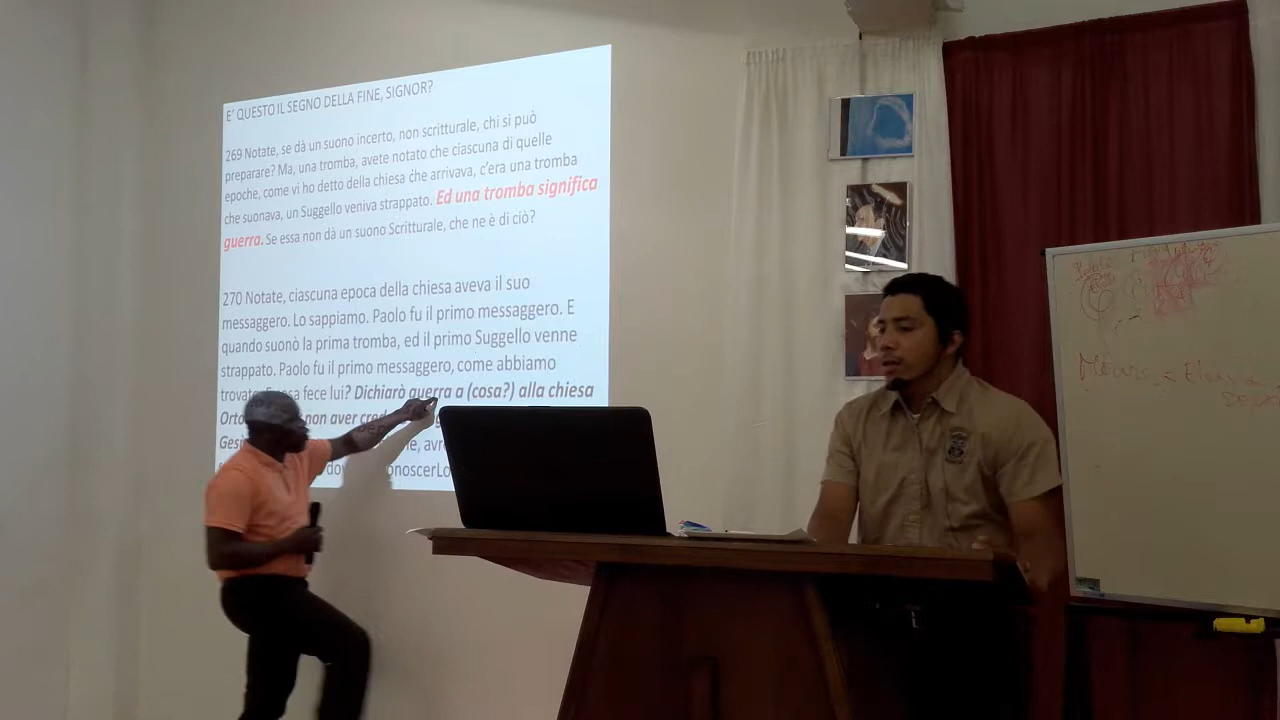 E' QUESTO IL SEGNO DELLA FINE, SIGNOR?
269 Notate, se dà un suono incerto, non scritturale, chi si può
preparare? Ma, una tromba, avete notato che ciascuna di quelle
epoche, come vi ho detto della chiesa che arrivava, c'era una tromba
che suonava, un Suggello veniva strappato. Ed una tromba significa
guerra. Se essa non dà un suono Scritturale, che ne è di ciò?
270 Notate, ciascuna epoca della chiesa aveva il suo
messaggero. Lo sappiamo. Paolo fu il primo messaggero. E
quando suonò la prima tromba, ed il primo Suggello venne
strappato. Paolo fu il primo messaggero, come abbiamo
fece lui? Dichiarò guerra a (cosa?) alla chiesa
non aver